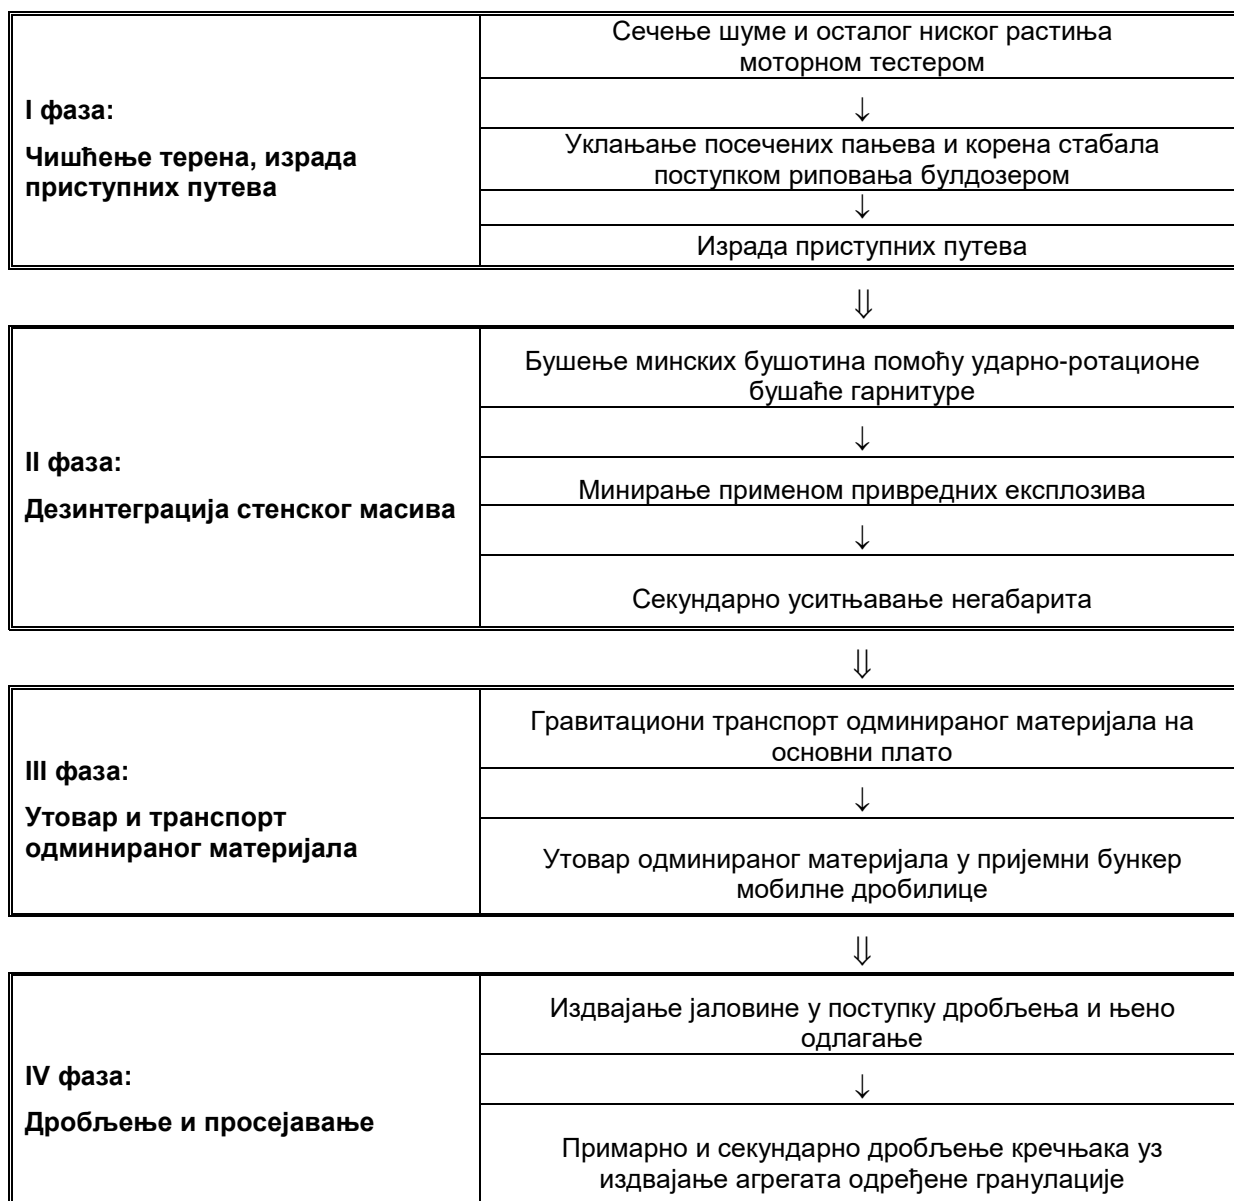 I фаза:
Чишћење терена, израда
приступних путева
Сечење шуме и осталог ниског растиња
моторном тестером
↓
Уклањање посечених пањева и корена стабала
поступком риповања булдозером
↓
Израда приступних путева
⇓
II фаза:
Дезинтеграција стенског масива
Бушење минских бушотина помоћу ударно-ротационе
бушаће гарнитуре
↓
Минирање применом привредних експлозива
↓
Секундарно уситњавање негабарита
⇓
III фаза:
Утовар и транспорт
одминираног материјала
Гравитациони транспорт одминираног материјала на
основни плато
↓
Утовар одминираног материјала у пријемни бункер
мобилне дробилице
⇓
IV фаза:
Дробљење и просејавање
Издвајање јаловине у поступку дробљења и њено
одлагање
↓
Примарно и секундарно дробљење кречњака уз
издвајање агрегата одређене гранулације